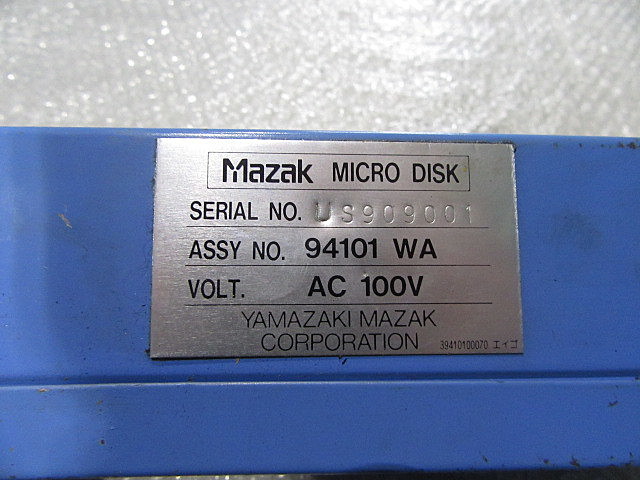 Mazak MICRO DISK
SERIAL NO. US909001
ASSY NO. 94101 WA
VOLT. AC 100V
YAMAZAKI MAZAK
CORPORATION
39410100070 エイゴ